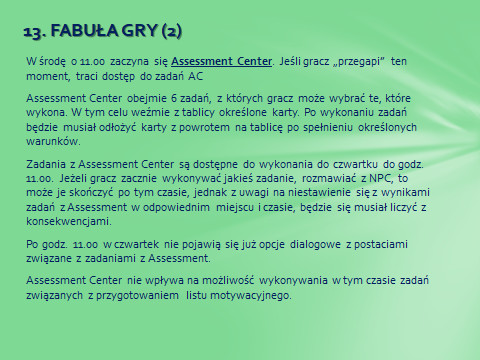 13. FABUŁA GRY (2)
W środę o 11.00 zaczyna się Assessment Center. Jeśli gracz „przegapi” ten
moment, traci dostęp do zadań AC
Assessment Center obejmie 6 zadań, z których gracz może wybrać te, które
wykona. W tym celu weźmie z tablicy określone karty. Po wykonaniu zadań
będzie musiał odłożyć karty z powrotem na tablicę po spełnieniu określonych
warunków.
Zadania z Assessment Center są dostępne do wykonania do czwartku do godz.
11.00. Jeżeli gracz zacznie wykonywać jakieś zadanie, rozmawiać z NPC, to
może je skończyć po tym czasie, jednak z uwagi na niestawienie się z wynikami
zadań z Assessment w odpowiednim miejscu i czasie, będzie się musiał liczyć z
konsekwencjami.
Po godz. 11.00 w czwartek nie pojawią się już opcje dialogowe z postaciami
związane z zadaniami z Assessment.
Assessment Center nie wpływa na możliwość wykonywania w tym czasie zadań
związanych z przygotowaniem listu motywacyjnego.